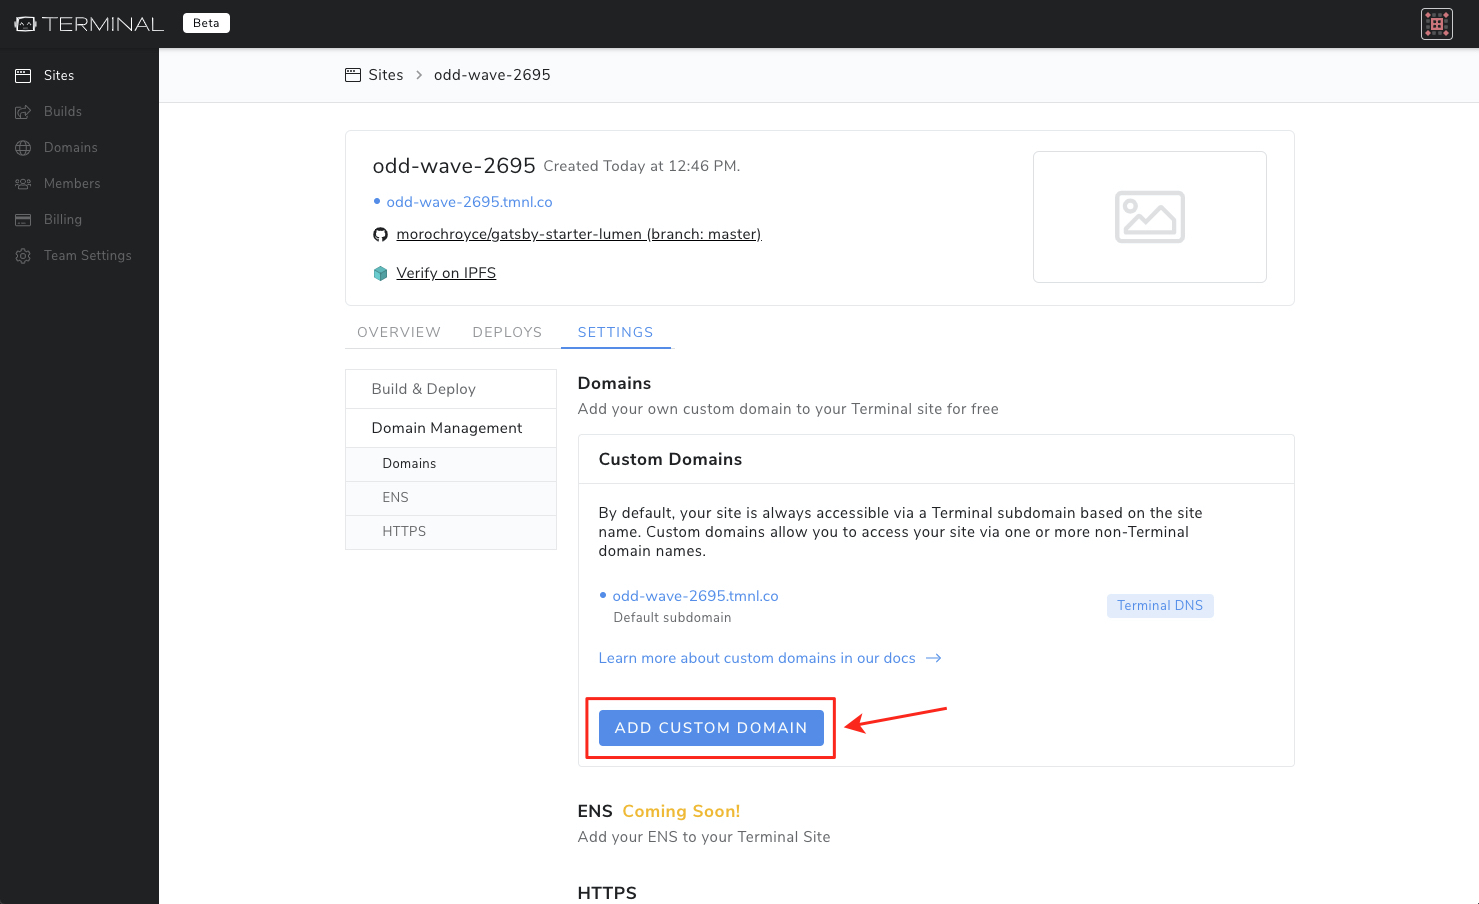 TERMINAL Beta
Sites
Builds
Domains
Members
Billing
Team Settings
Sites > odd-wave-2695
odd-wave-2695 Created Today at 12:46 PM.
odd-wave-2695.tmnl.co
morochroyce/gatsby-starter-lumen (branch: master)
Verify on IPFS
OVERVIEW DEPLOYS SETTINGS
Build & Deploy
Domain Management
Domains
ENS
HTTPS
Domains
Add your own custom domain to your Terminal site for free
Custom Domains
By default, your site is always accessible via a Terminal subdomain based on the site
name. Custom domains allow you to access your site via one or more non-Terminal
domain names.
odd-wave-2695.tmnl.co
Default subdomain
Terminal DNS
Learn more about custom domains in our docs →
ADD CUSTOM DOMAIN
ENS Coming Soon!
Add your ENS to your Terminal Site
HTTPS